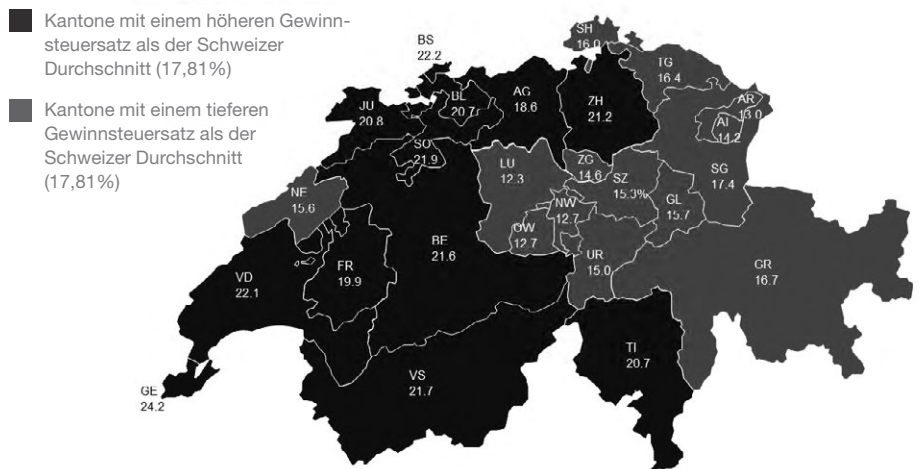 Kantone mit einem höheren Gewinn-
steuersatz als der Schweizer
Durchschnitt (17,81%)
Kantone mit einem tieferen
Gewinnsteuersatz als der
Schweizer Durchschnitt
(17,81%)
SH
16.0
BS
22.2
TG
16.4
AG
18.6
ZH
21.2
BL
20.7
JU
20.8
AR
13.0
AI
14.2
SO
21.9
LU
12.3
ZG
14.6
SZ
15.3%
SG
17.4
NE
15.6
NW
12.7
GL
15.7
OW
12.7
BE
21.6
UR
15.0
FR
19.9
GR
16.7
VD
22.1
TI
20.7
VS
21.7
GE
24.2